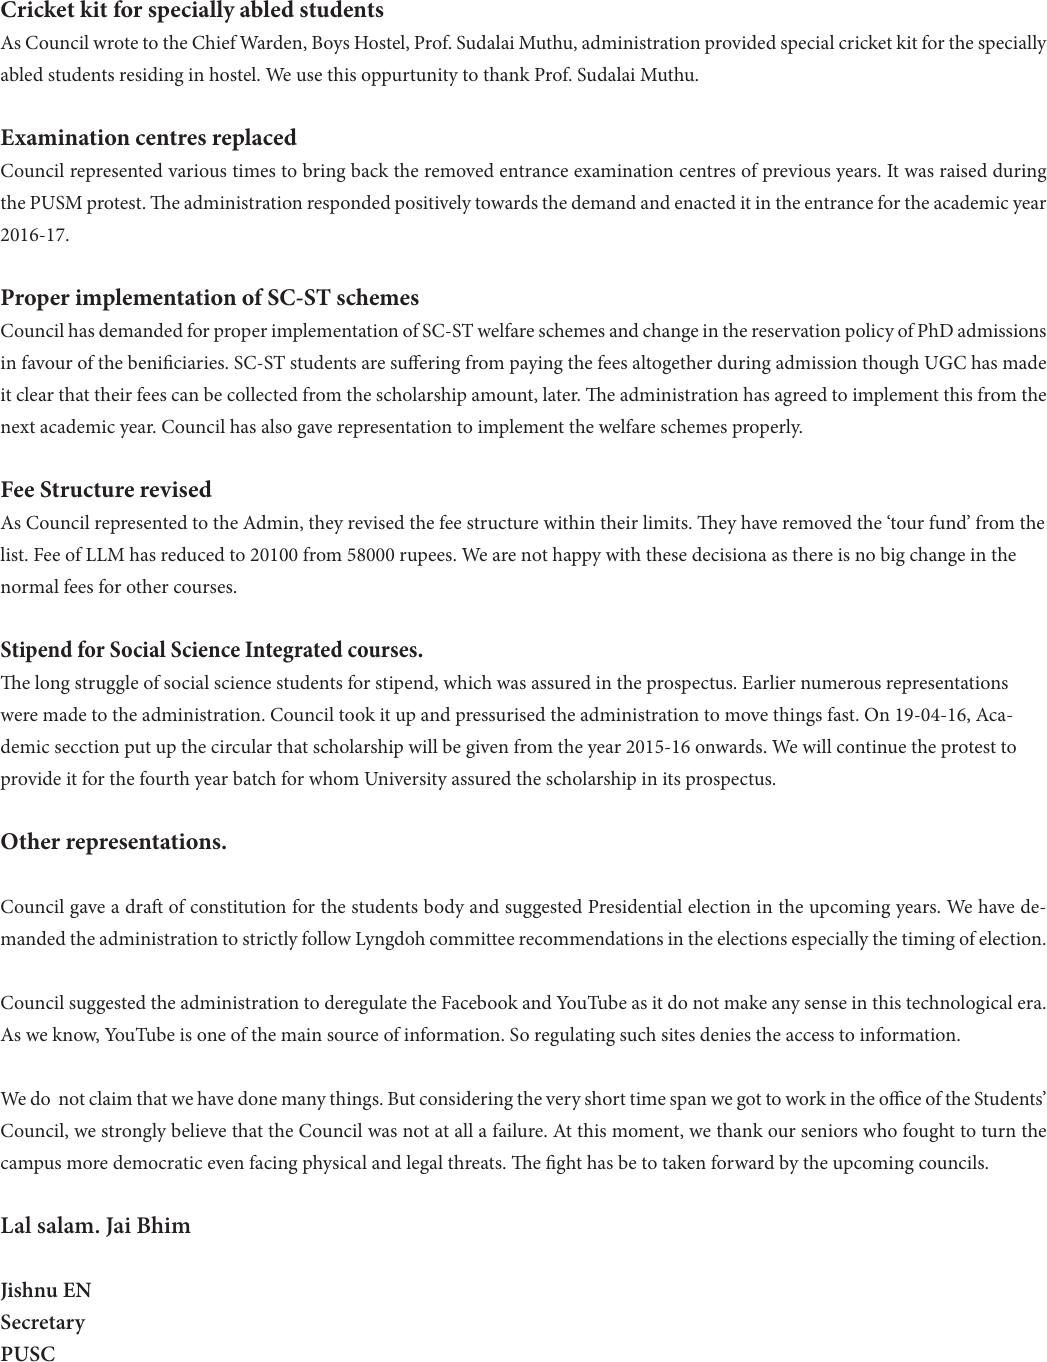 Cricket kit for specially abled students
As Council wrote to the Chief Warden, Boys Hostel, Prof. Sudalai Muthu, administration provided special cricket kit for the specially
abled students residing in hostel. We use this oppurtunity to thank Prof. Sudalai Muthu.
Examination centres replaced
Council represented various times to bring back the removed entrance examination centres of previous years. It was raised during
the PUSM protest. The administration responded positively towards the demand and enacted it in the entrance for the academic year
2016-17.
Proper implementation of SC-ST schemes
Council has demanded for proper implementation of SC-ST welfare schemes and change in the reservation policy of PhD admissions
in favour of the benificiaries. SC-ST students are suffering from paying the fees altogether during admission though UGC has made
it clear that their fees can be collected from the scholarship amount, later. The administration has agreed to implement this from the
next academic year. Council has also gave representation to implement the welfare schemes properly.
Fee Structure revised
As Council represented to the Admin, they revised the fee structure within their limits. They have removed the ‘tour fund’ from the
list. Fee of LLM has reduced to 20100 from 58000 rupees. We are not happy with these decisiona as there is no big change in the
normal fees for other courses.
Stipend for Social Science Integrated courses.
The long struggle of social science students for stipend, which was assured in the prospectus. Earlier numerous representations
were made to the administration. Council took it up and pressurised the administration to move things fast. On 19-04-16, Aca-
demic secction put up the circular that scholarship will be given from the year 2015-16 onwards. We will continue the protest to
provide it for the fourth year batch for whom University assured the scholarship in its prospectus.
Other representations.
Council gave a draft of constitution for the students body and suggested Presidential election in the upcoming years. We have de-
manded the administration to strictly follow Lyngdoh committee recommendations in the elections especially the timing of election.
Council suggested the administration to deregulate the Facebook and YouTube as it do not make any sense in this technological era.
As we know, YouTube is one of the main source of information. So regulating such sites denies the access to information.
We do  not claim that we have done many things. But considering the very short time span we got to work in the office of the Students’
Council, we strongly believe that the Council was not at all a failure. At this moment, we thank our seniors who fought to turn the
campus more democratic even facing physical and legal threats. The fight has be to taken forward by the upcoming councils.
Lal salam. Jai Bhim
Jishnu EN
Secretary
PUSC